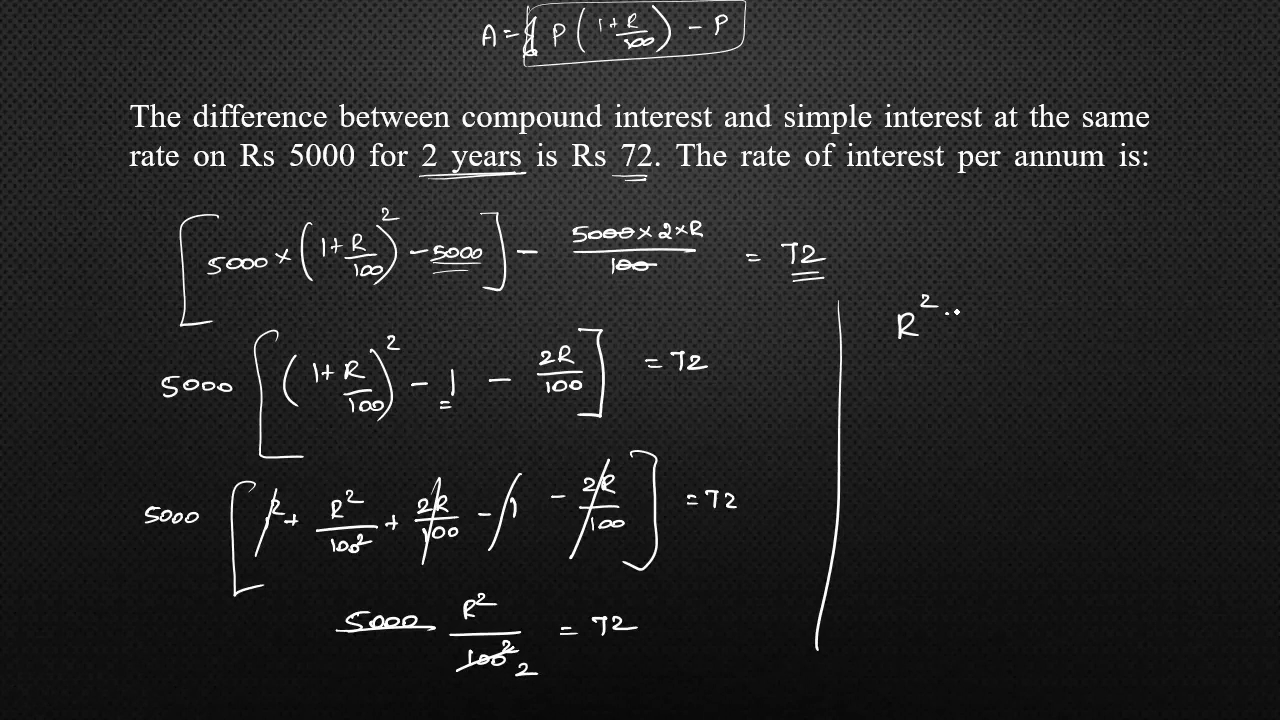 A = P ( 1 + R/100 ) - P
The difference between compound interest and simple interest at the same
rate on Rs 5000 for 2 years is Rs 72. The rate of interest per annum is:
[ 5000 × ( 1 + R/100 )² - 5000 ] - 5000 × 2 × R/100 = 72
R²
5000 [ ( 1 + R/100 )² - 1 - 2R/100 ] = 72
5000 [ 1² + R²/100² + 2R/100 - 1 - 2R/100 ] = 72
5000 R²/100² 2 = 72